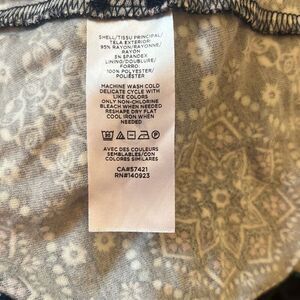 SHELL/TISSU PRINCIPAL/
TELA EXTERIOR:
95% RAYON/RAYONNE/
RAYON
EN SPANDEX
LINING/DOUBLURE/
FORRO:
100% POLYESTER/
POLIÉSTER
MACHINE WASH COLD
DELICATE CYCLE WITH
LIKE COLORS
ONLY NON-CHLORINE
BLEACH WHEN NEEDED
RESHAPE DRY FLAT
COOL IRON WHEN
NEEDED
AVEC DES COULEURS
SEMBLABLES/CON
COLORES SIMILARES
CA#57421
RN#140923